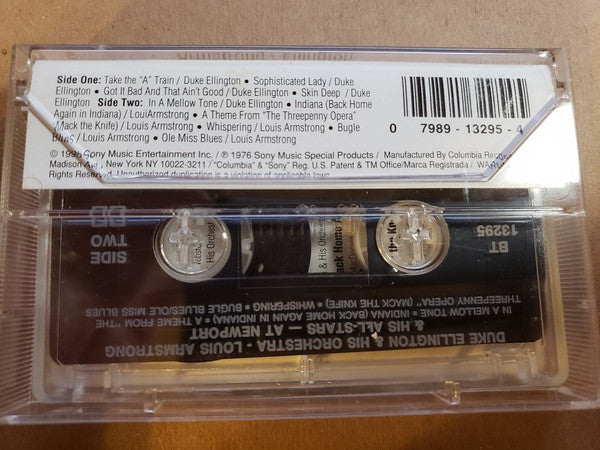 Side One: Take the "A" Train / Duke Ellington • Sophisticated Lady / Duke
Ellington • Got It Bad And That Ain't Good / Duke Ellington • Skin Deep / Duke
Ellington Side Two: In A Mellow Tone / Duke Ellington • Indiana (Back Home
Again in Indiana) / LouiArmstrong • A Theme From "The Threepenny Opera"
(Mack the Knife) / Louis Armstrong • Whispering / Louis Armstrong • Bugle
Blues / Louis Armstrong • Ole Miss Blues / Louis Armstrong
0 7989 - 13295 - 4
Sony Music Entertainment Inc. / ℗ 1976 Sony Music Special Products / Manufactured By Columbia
Madison Ave., New York NY 10022-3211 / "Columbia" & "Sony" Reg. U.S. Patent & TM Office/Marca Registrada /
Rights Reserved. Unauthorized duplication is a violation of applicable laws.
DUKE ELLINGTON & HIS ORCHESTRA - LOUIS ARMSTRONG
& HIS ALL-STARS — AT NEWPORT
IN A MELLOW TONE • INDIANA (BACK HOME AGAIN IN INDIANA) • A THEME FROM "THE
THREEPENNY OPERA" (MACK THE KNIFE) • WHISPERING • BUGLE BLUES/OLE MISS BLUES
BT
13295
SIDE
TWO
His Orchest
& His Orche
ack Home A